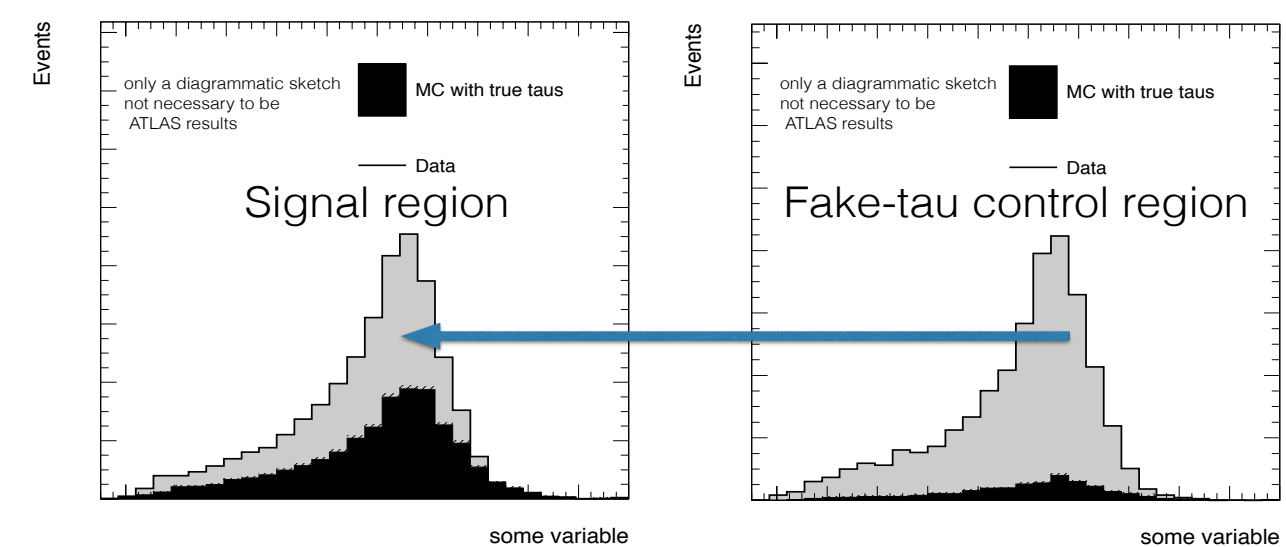 Events
only a diagrammatic sketch
not necessary to be
ATLAS results
MC with true taus
Data
Signal region
some variable
Events
only a diagrammatic sketch
not necessary to be
ATLAS results
MC with true taus
Data
Fake-tau control region
some variable